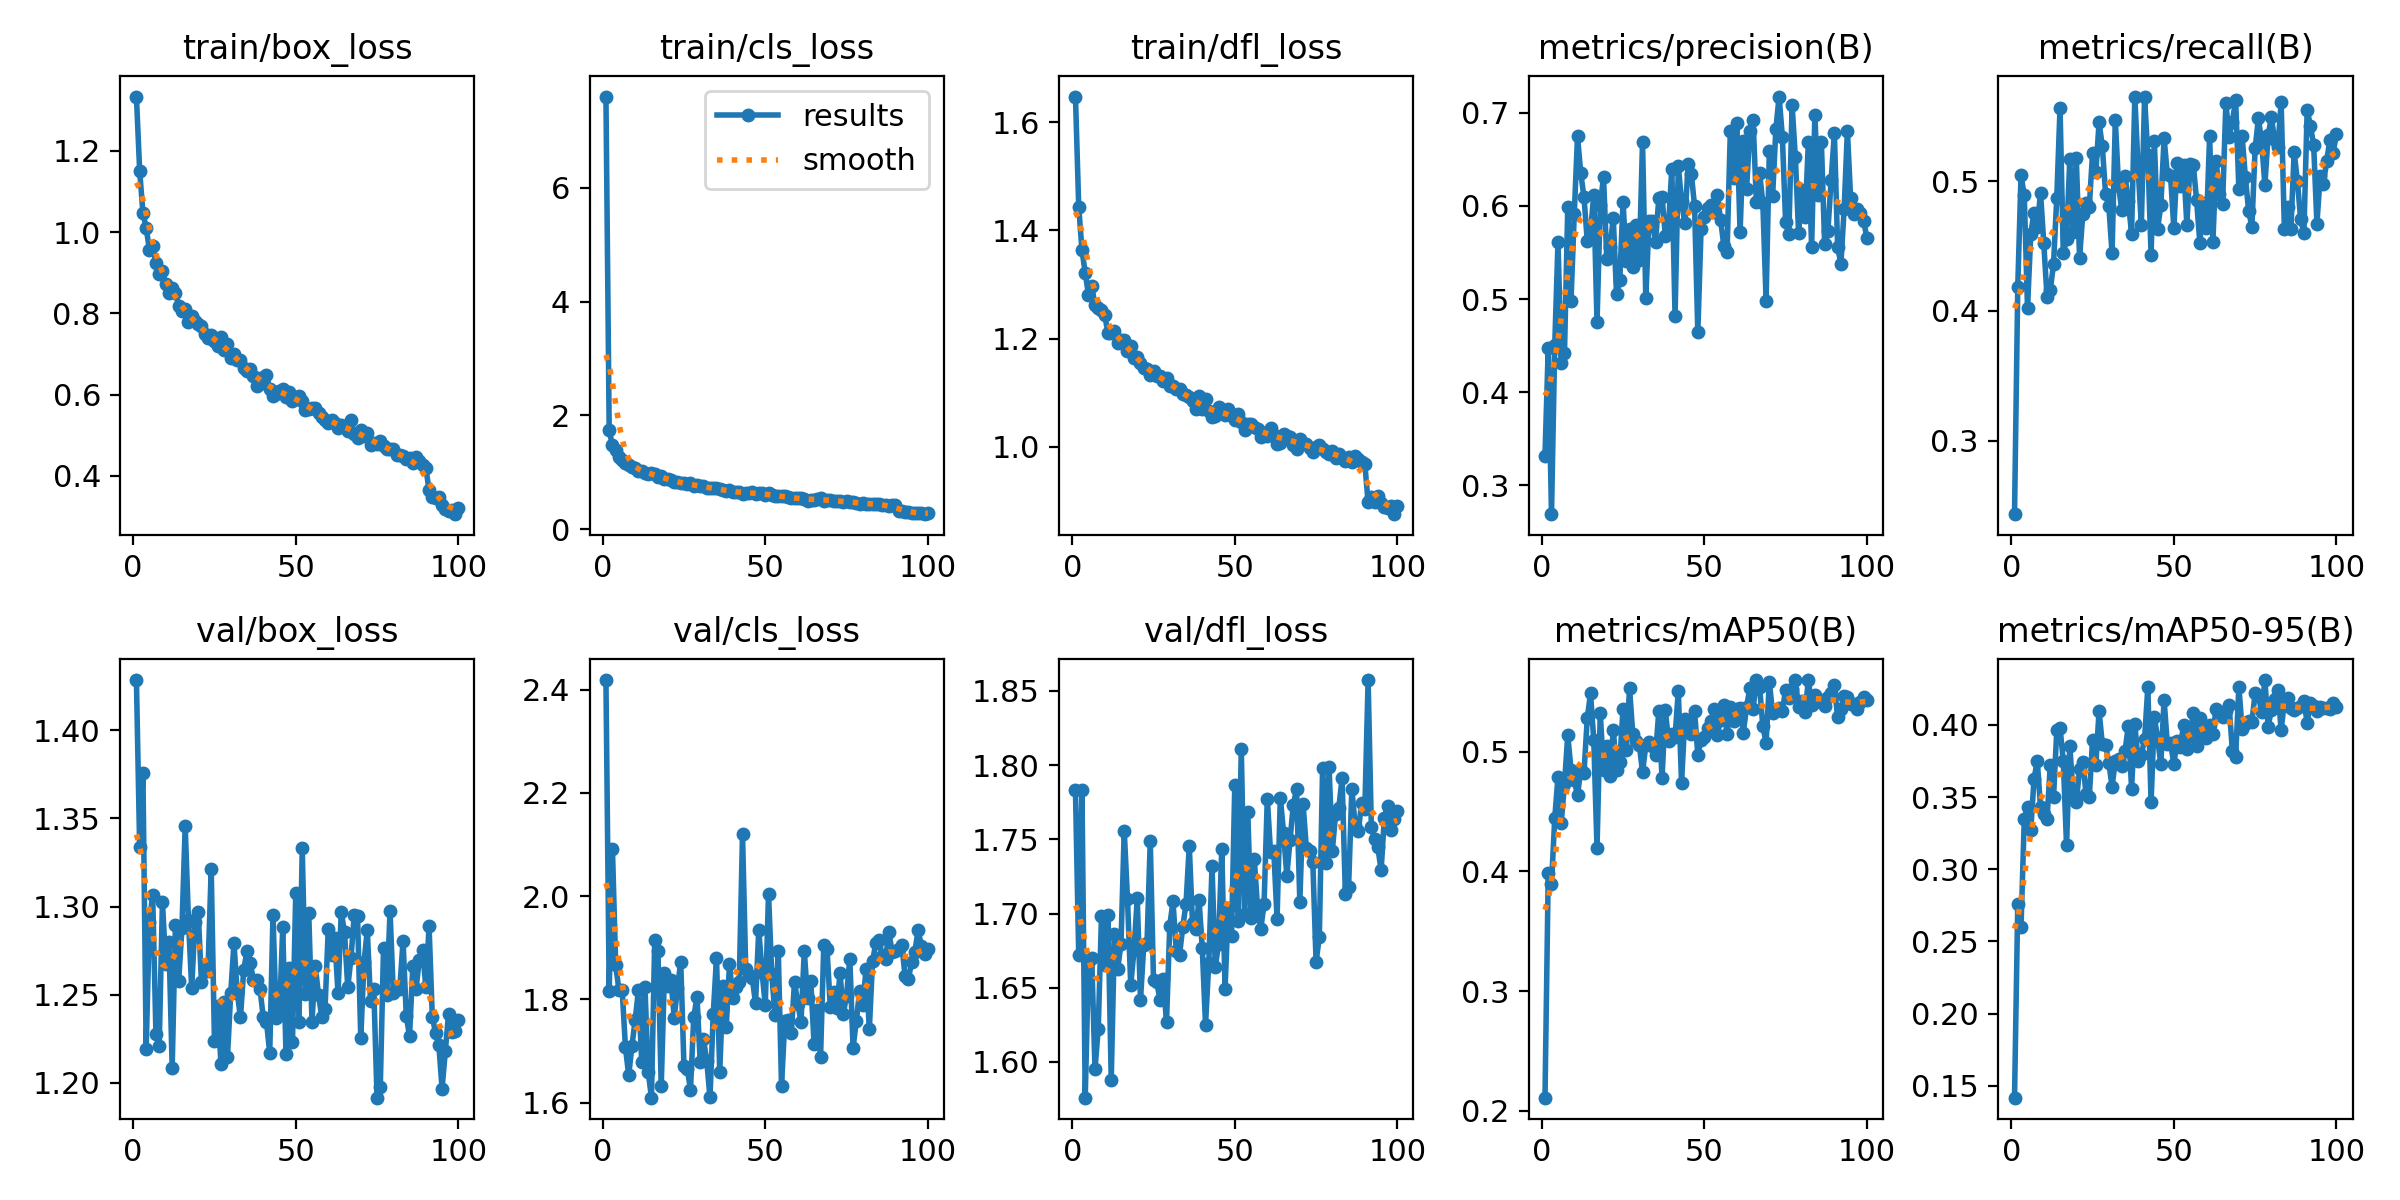 train/box_loss
1.2
1.0
0.8
0.6
0.4
0 50 100
train/cls_loss
results
smooth
6
4
2
0
0 50 100
train/dfl_loss
1.6
1.4
1.2
1.0
0 50 100
metrics/precision(B)
0.7
0.6
0.5
0.4
0.3
0 50 100
metrics/recall(B)
0.5
0.4
0.3
0 50 100
val/box_loss
1.40
1.35
1.30
1.25
1.20
0 50 100
val/cls_loss
2.4
2.2
2.0
1.8
1.6
0 50 100
val/dfl_loss
1.85
1.80
1.75
1.70
1.65
1.60
0 50 100
metrics/mAP50(B)
0.5
0.4
0.3
0.2
0 50 100
metrics/mAP50-95(B)
0.40
0.35
0.30
0.25
0.20
0.15
0 50 100